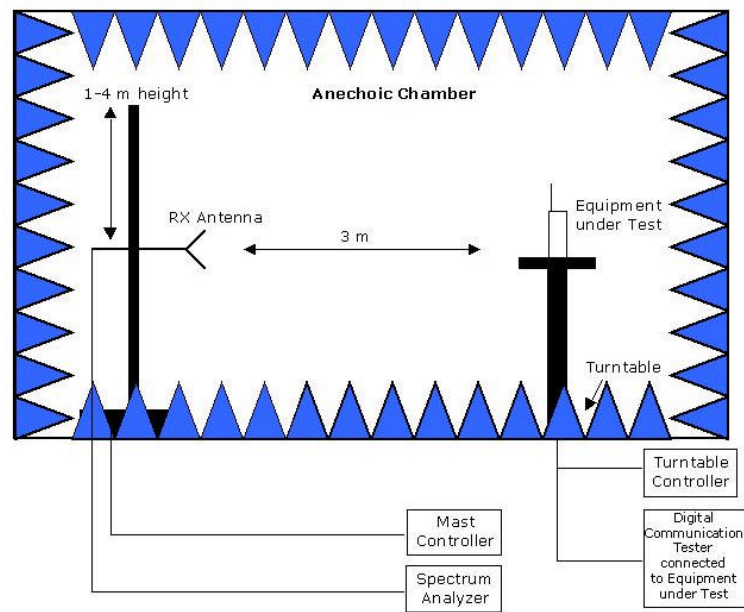 1-4 m height
Anechoic Chamber
RX Antenna
3 m
Equipment
under Test
Turntable
Turntable
Controller
Mast
Controller
Spectrum
Analyzer
Digital
Communication
Tester
connected
to Equipment
under Test